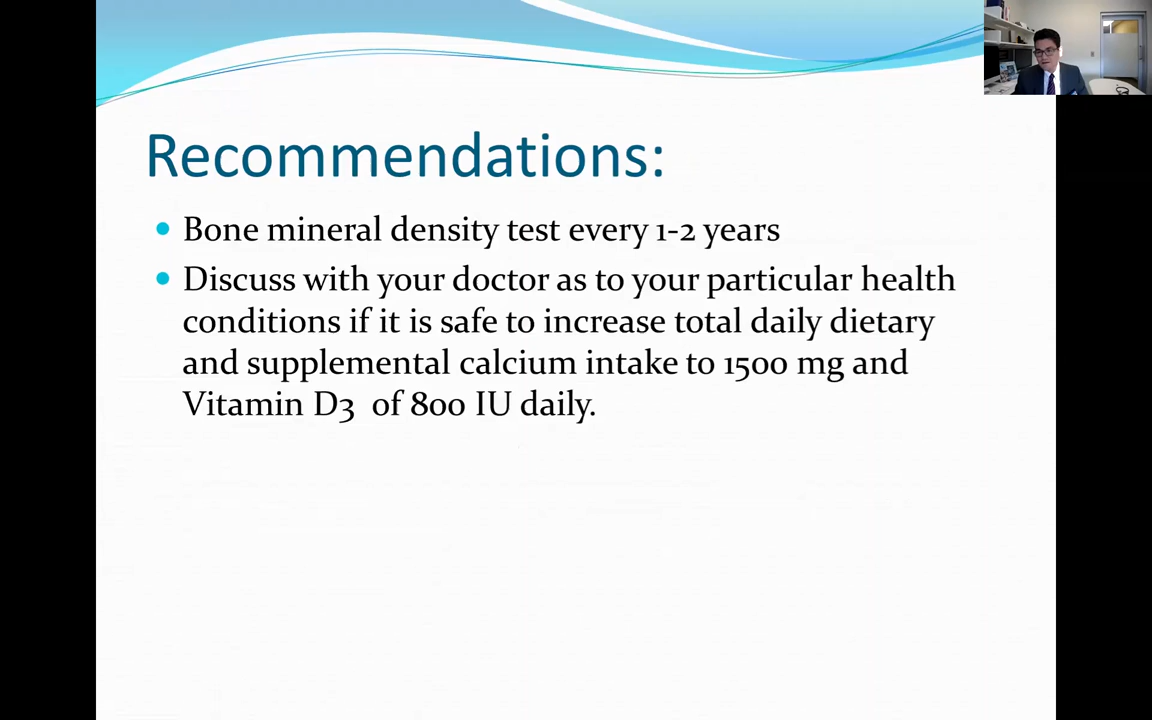 Recommendations:
Bone mineral density test every 1-2 years
Discuss with your doctor as to your particular health
conditions if it is safe to increase total daily dietary
and supplemental calcium intake to 1500 mg and
Vitamin D3 of 800 IU daily.